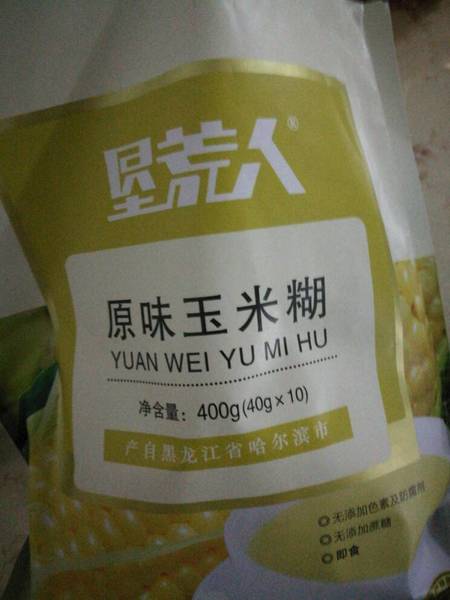 垦荒人®
原味玉米糊
YUAN WEI YU MI HU
净含量: 400g(40g×10)
产自黑龙江省哈尔滨市
◎无添加色素及防腐剂
◎无添加蔗糖
◎即食